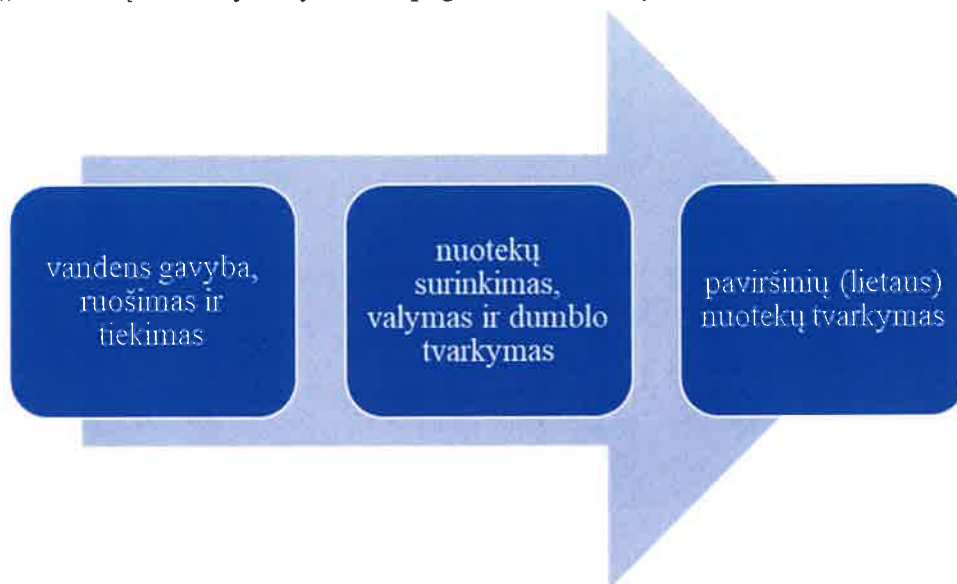 vandens gavyba,
ruošimas ir
tiekimas
nuotekų
surinkimas,
valymas ir dumblo
tvarkymas
paviršinių (lietaus)
nuotekų tvarkymas